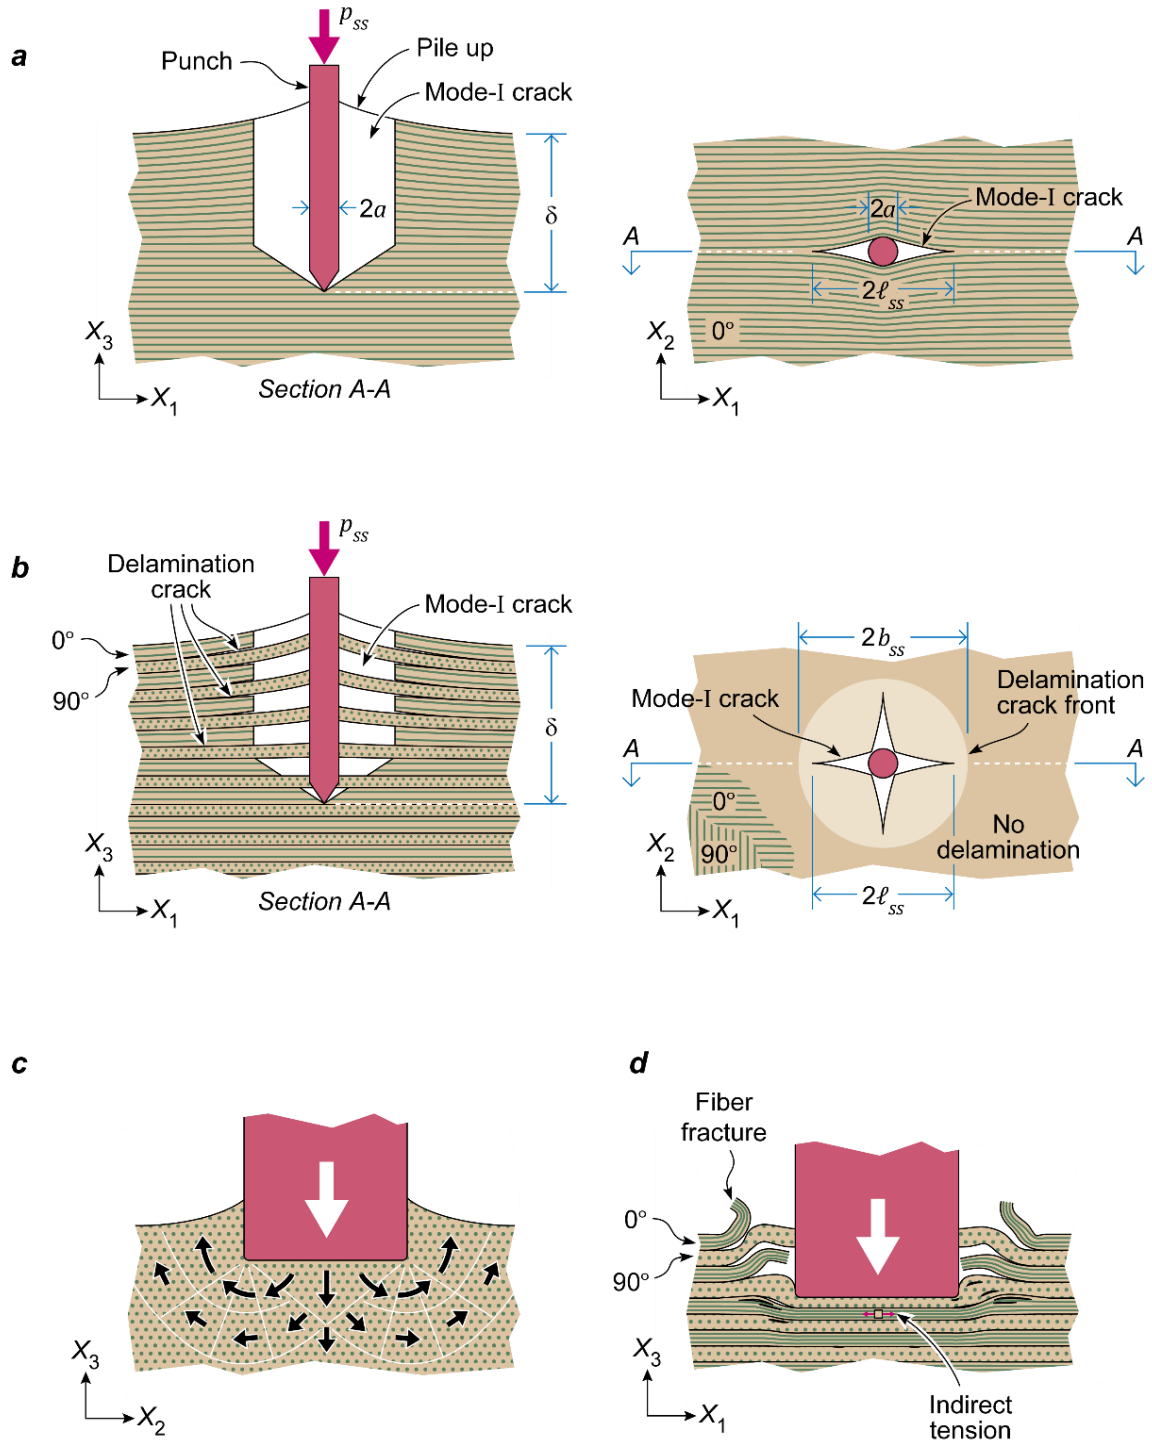 a
p_ss
Punch
Pile up
Mode-I crack
2a
δ
X3
X1
Section A-A
2a
Mode-I crack
A
A
2ℓ_ss
0°
X2
X1
b
p_ss
Delamination
crack
Mode-I crack
0°
90°
δ
X3
X1
Section A-A
2b_ss
Mode-I crack
Delamination
crack front
A
A
0°
90°
No
delamination
2ℓ_ss
X2
X1
c
X3
X2
d
Fiber
fracture
0°
90°
X3
X1
Indirect
tension